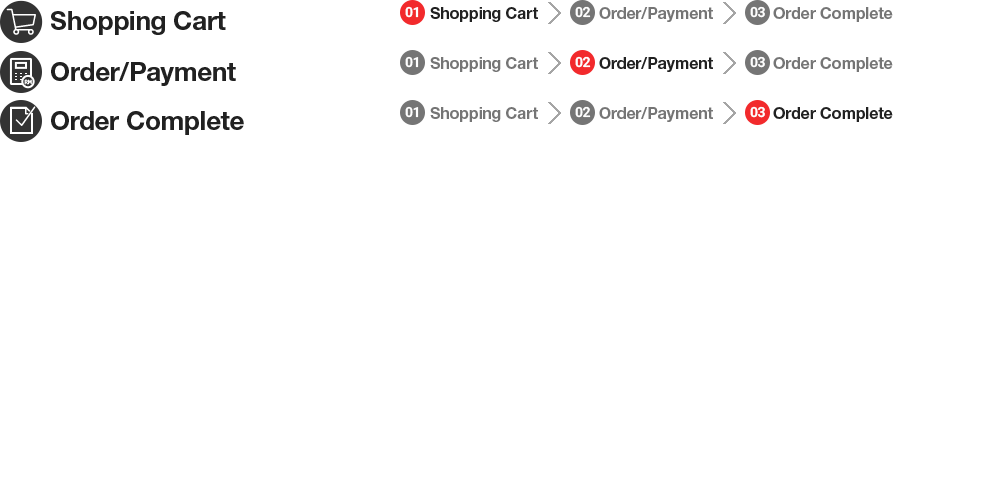 Shopping Cart
01 Shopping Cart 02 Order/Payment 03 Order Complete
Order/Payment
01 Shopping Cart 02 Order/Payment 03 Order Complete
Order Complete
01 Shopping Cart 02 Order/Payment 03 Order Complete